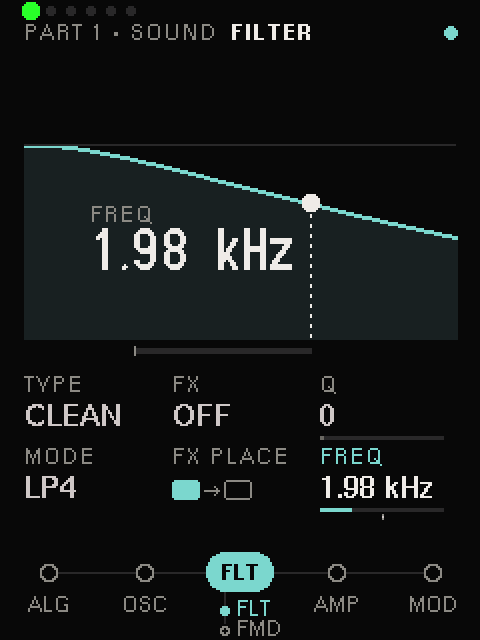 PART 1 • SOUND FILTER
FREQ
1.98 kHz
TYPE FX Q
CLEAN OFF 0
MODE FX PLACE FREQ
LP4 1.98 kHz
FLT
ALG OSC FLT AMP MOD
FMD